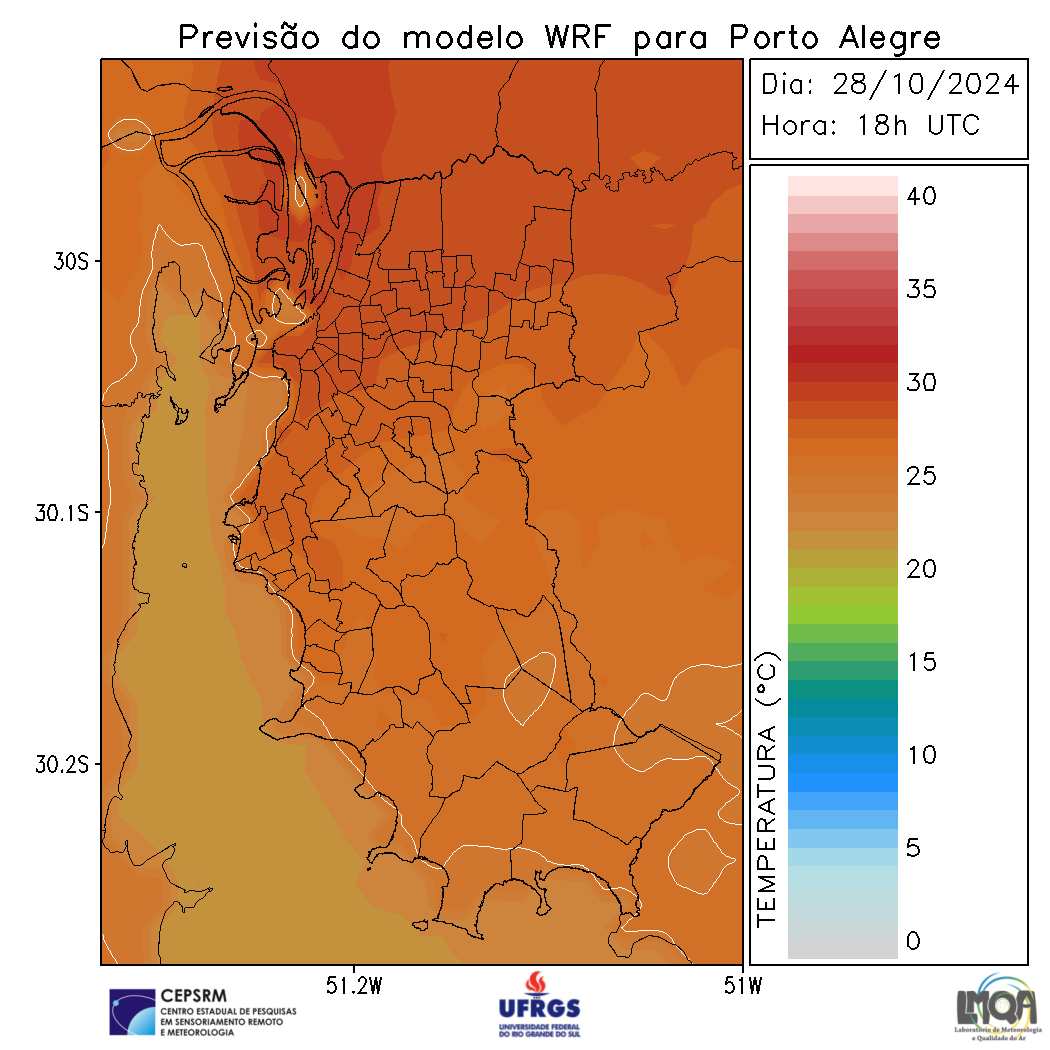 Previsão do modelo WRF para Porto Alegre
Dia: 28/10/2024
Hora: 18h UTC
40
35
30
25
20
15
10
5
0
TEMPERATURA (°C)
30S
30.1S
30.2S
51.2W
51W
CEPSRM
CENTRO ESTADUAL DE PESQUISAS
EM SENSORIAMENTO REMOTO
E METEOROLOGIA
UFRGS
UNIVERSIDADE FEDERAL
DO RIO GRANDE DO SUL
LMQA
Laboratório de Meteorologia
e Qualidade do Ar